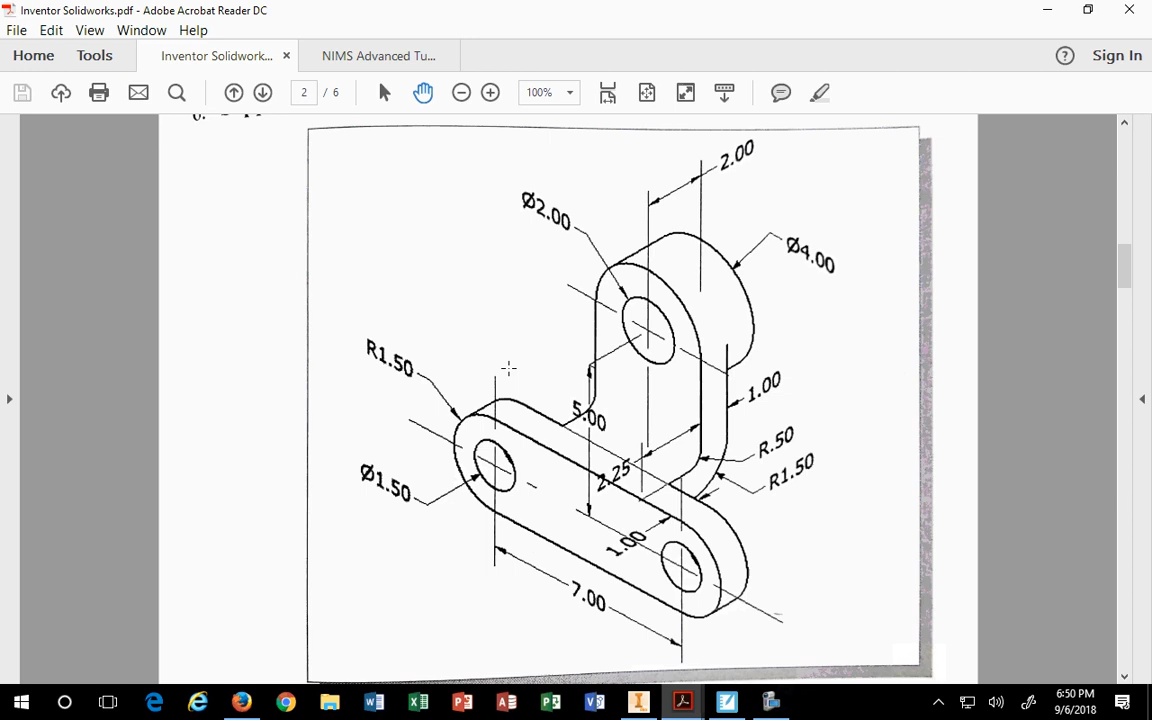 Inventor Solidworks.pdf - Adobe Acrobat Reader DC
File Edit View Window Help
Home Tools Inventor Solidwork... × NIMS Advanced Tu... ? Sign In
2 / 6 100%
2.00
Ø2.00
Ø4.00
R1.50
1.00
5.00
R.50
2.25
R1.50
Ø1.50
1.00
7.00
6:50 PM
9/6/2018